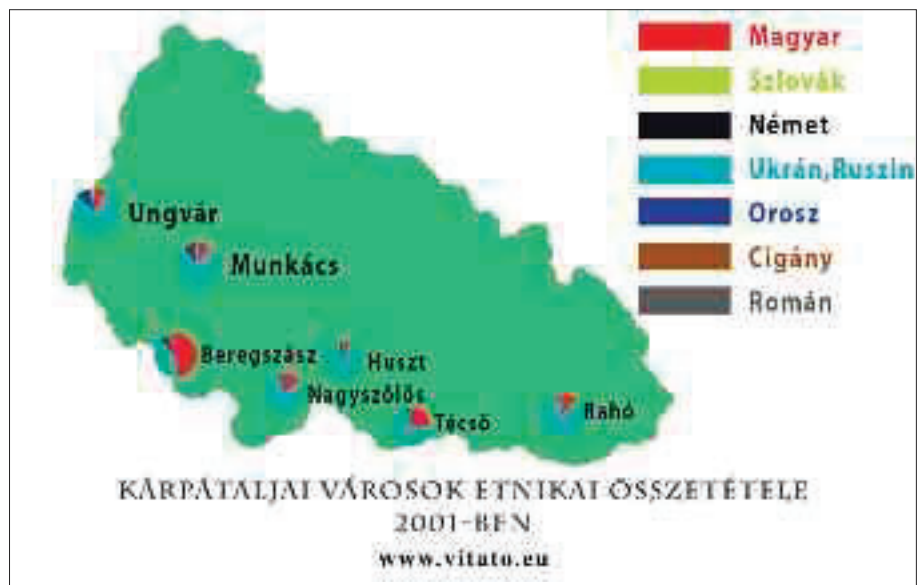 Magyar
Szlovák
Német
Ukrán,Ruszin
Orosz
Cigány
Román
Ungvár
Munkács
Beregszász
Huszt
Nagyszőlős
Técső
Rahó
KÁRPÁTALJAI VÁROSOK ETNIKAI ÖSSZETÉTELE
2001-BEN
www.vitato.eu